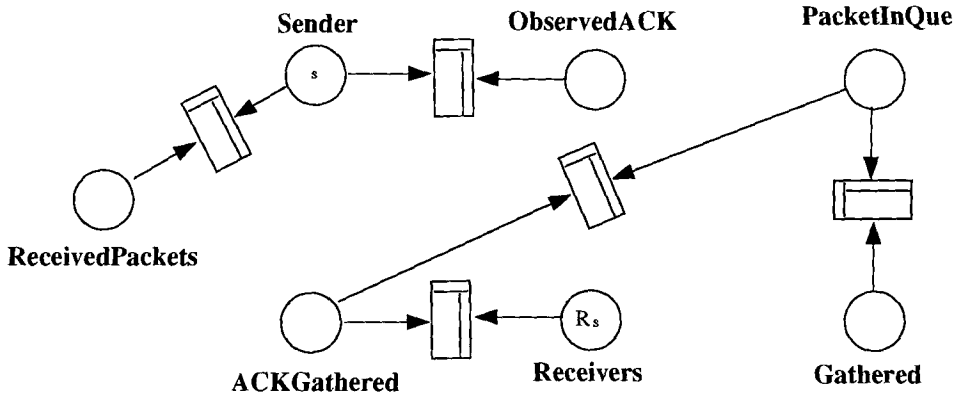 Sender
ObservedACK
PacketInQue
s
ReceivedPackets
Rs
ACKGathered
Receivers
Gathered